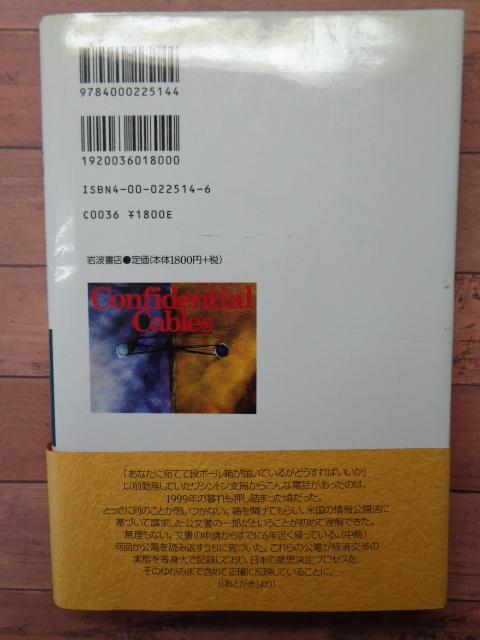 9784000225144
1920036018000
ISBN4-00-022514-6
C0036 ¥1800E
岩波書店●定価(本体1800円+税)
Confidential
Cables
「あなたに宛てて段ボール箱が届いているがどうすればいいか」
以前勤務していたワシントン支局からこんな電話があったのは、
1999年の暮れも押し詰まった頃だった。
とっさに何のことか思いつかない。箱を開けてもらい、米国の情報公開法に
基づいて請求した公文書の一部だということが初めて理解できた。
無理もない。文書の申請からすでに6年近く経っている。(中略)
何回か公電を読み返すうちに気づいた。これらの公電が経済交渉の
実態を等身大で記録しており、日本の意思決定プロセスを、
そのゆがみまで含めて正確に反映していることに、……
(「あとがき」より)